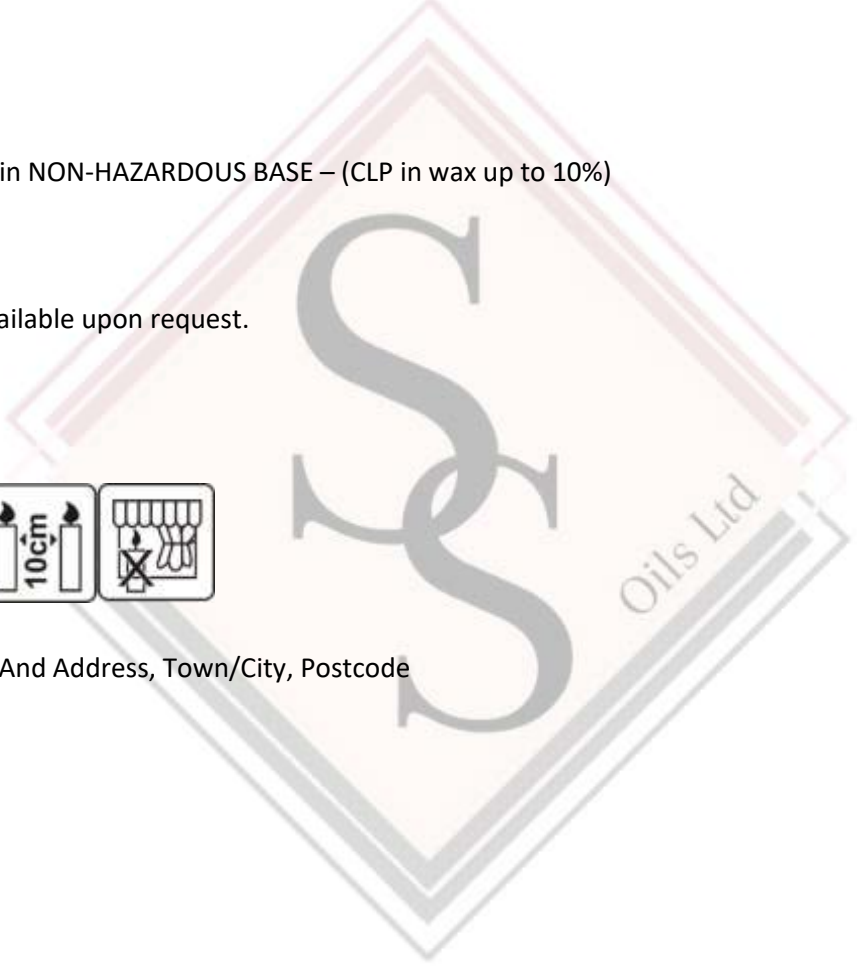 in NON-HAZARDOUS BASE – (CLP in wax up to 10%)
ailable upon request.
10cm
And Address, Town/City, Postcode
SS
Oils Ltd